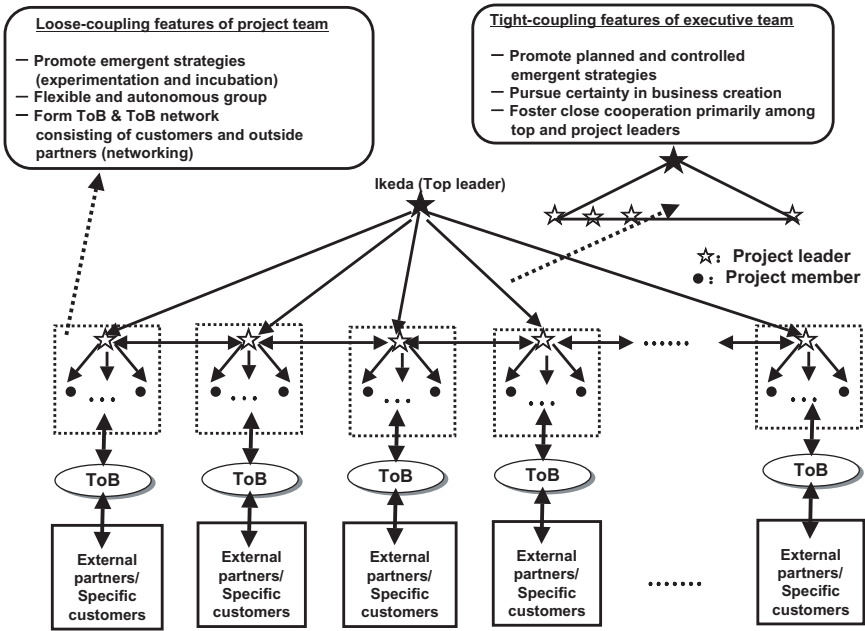 Loose-coupling features of project team
— Promote emergent strategies
(experimentation and incubation)
— Flexible and autonomous group
— Form ToB & ToB network
consisting of customers and outside
partners (networking)
Tight-coupling features of executive team
— Promote planned and controlled
emergent strategies
— Pursue certainty in business creation
— Foster close cooperation primarily among
top and project leaders
Ikeda (Top leader)
☆: Project leader
●: Project member
ToB
ToB
ToB
ToB
ToB
External
partners/
Specific
customers
External
partners/
Specific
customers
External
partners/
Specific
customers
External
partners/
Specific
customers
External
partners/
Specific
customers